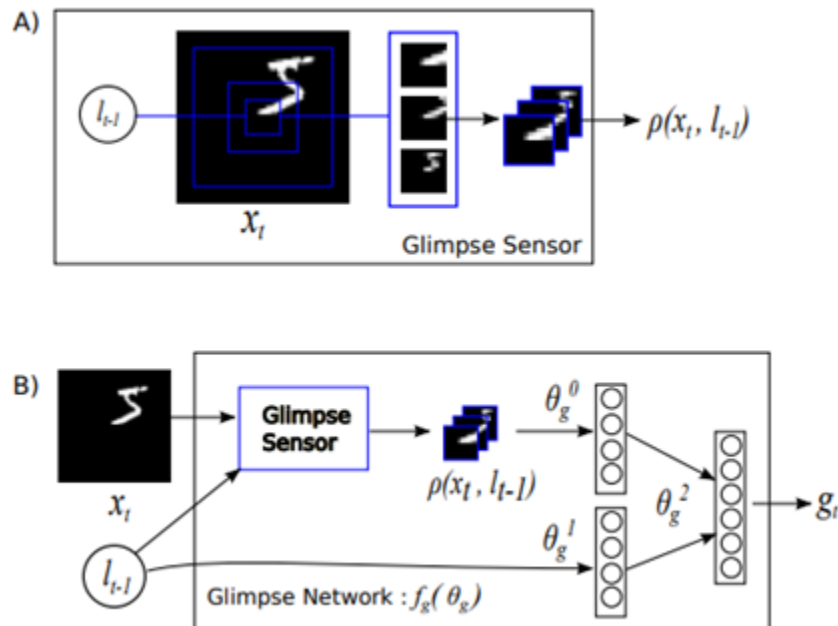 A)
l_{t-1}
x_t
ρ(x_t, l_{t-1})
Glimpse Sensor
B)
x_t
l_{t-1}
Glimpse
Sensor
ρ(x_t, l_{t-1})
θ_g^0
θ_g^1
θ_g^2
g_t
Glimpse Network : f_g(θ_g)